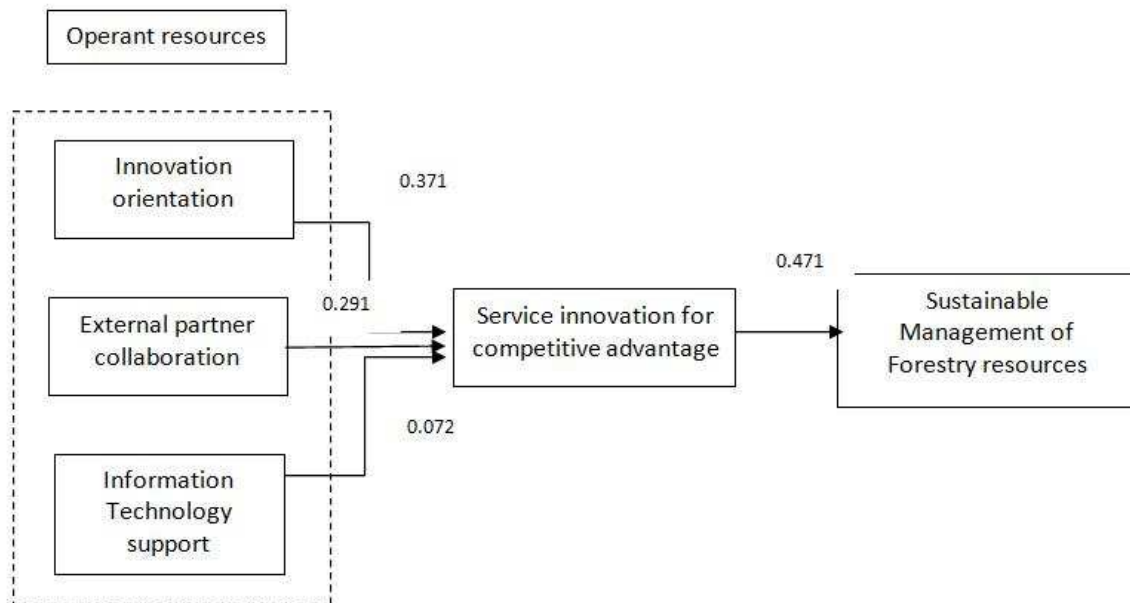 Operant resources
Innovation
orientation
0.371
External partner
collaboration
0.291
Information
Technology
support
0.072
Service innovation for
competitive advantage
0.471
Sustainable
Management of
Forestry resources